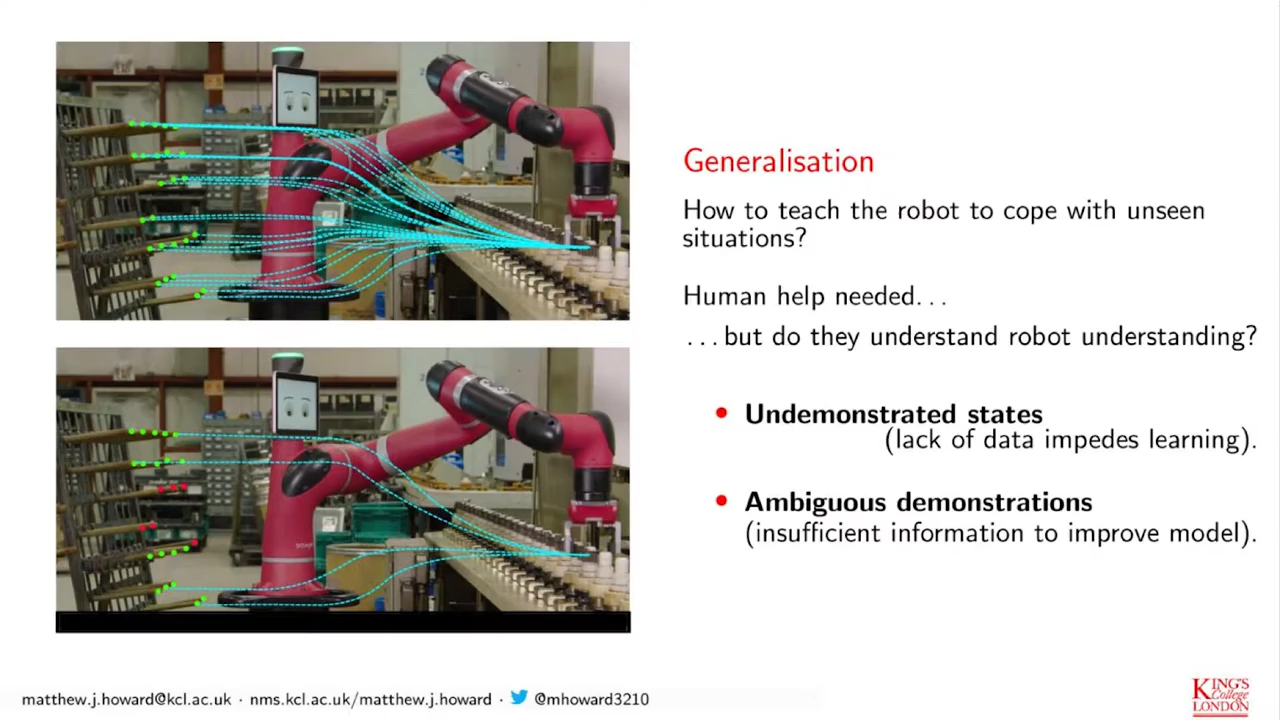 Generalisation
How to teach the robot to cope with unseen
situations?
Human help needed...
...but do they understand robot understanding?
• Undemonstrated states
(lack of data impedes learning).
• Ambiguous demonstrations
(insufficient information to improve model).
matthew.j.howard@kcl.ac.uk · nms.kcl.ac.uk/matthew.j.howard · @mhoward3210
KING'S
College
LONDON